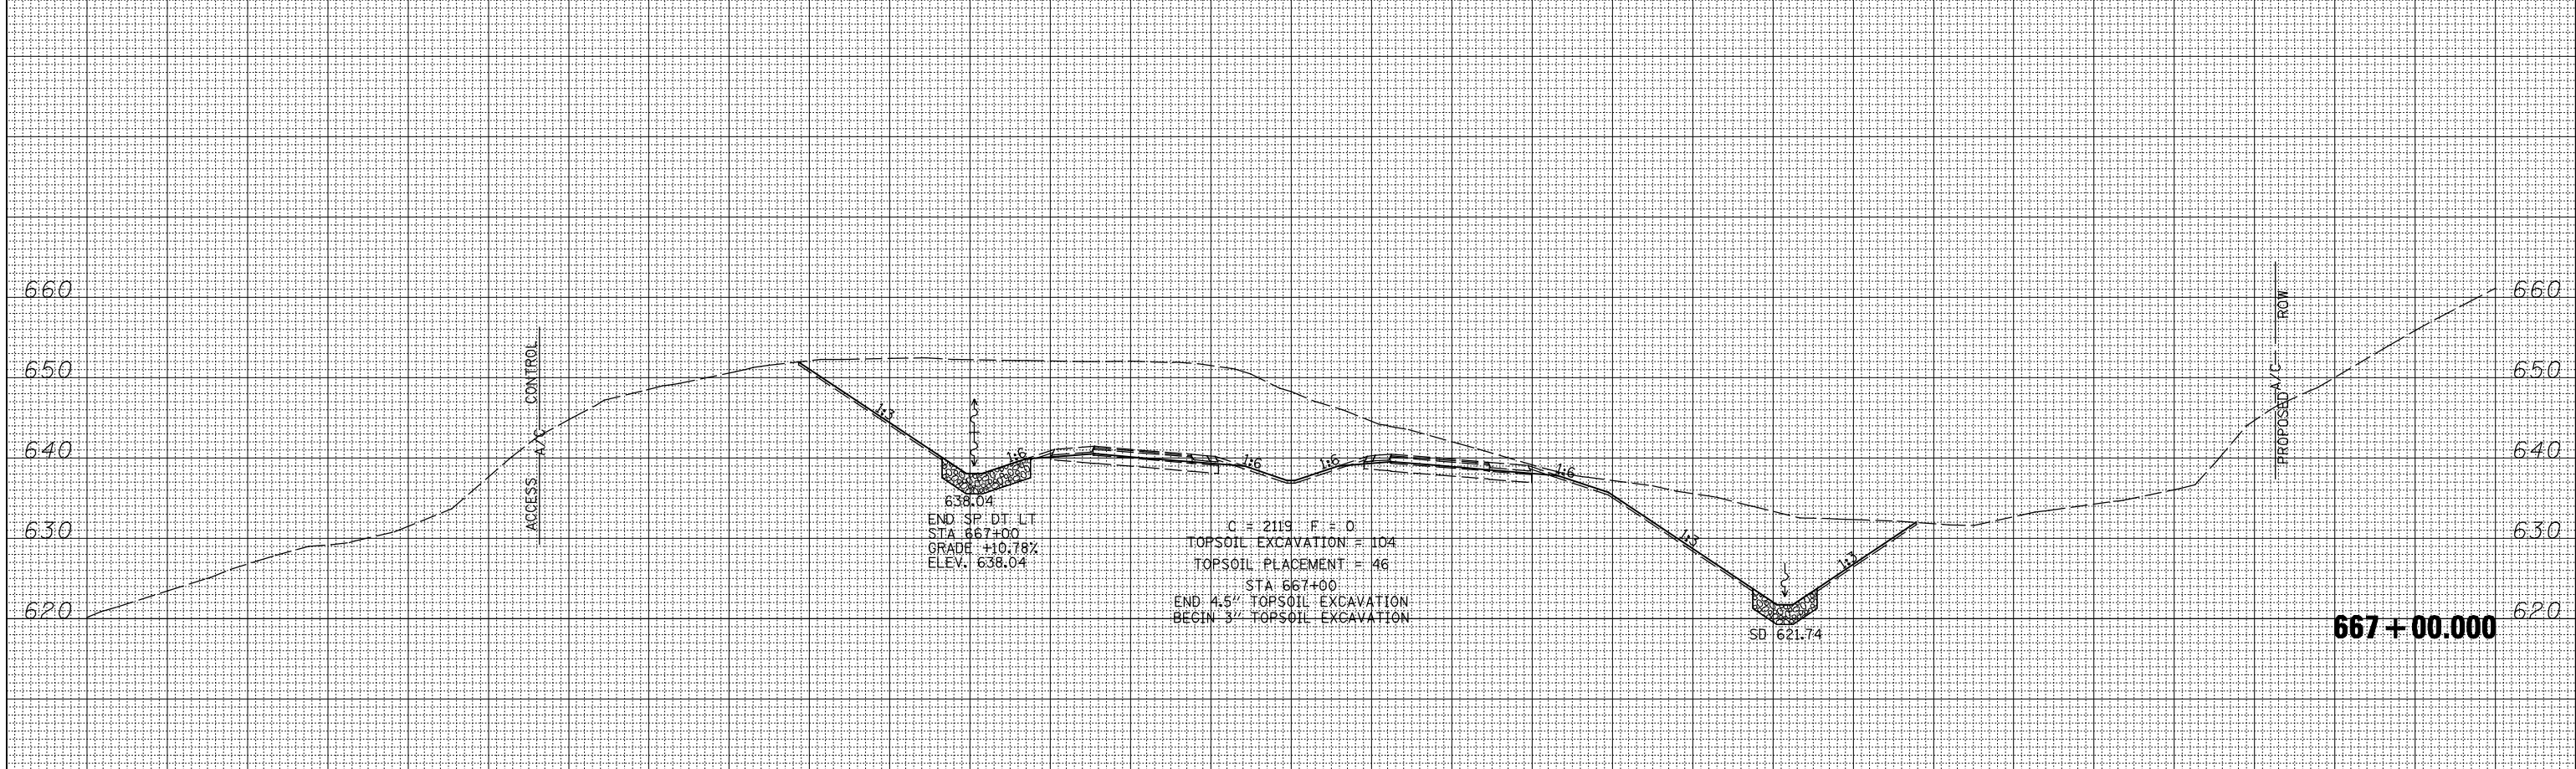 660
660
ROW
650
650
CONTROL
PROPOSED A/C
1:3
640
640
A/C
1:6
1:6
1:6
1:6
ACCESS
638.04
END SP DT LT
STA 667+00
GRADE +10.78%
ELEV. 638.04
C = 2119 F = 0
TOPSOIL EXCAVATION = 104
TOPSOIL PLACEMENT = 46
STA 667+00
END 4.5" TOPSOIL EXCAVATION
BEGIN 3" TOPSOIL EXCAVATION
630
630
1:3
1:3
620
620
SD 621.74
667+00.000